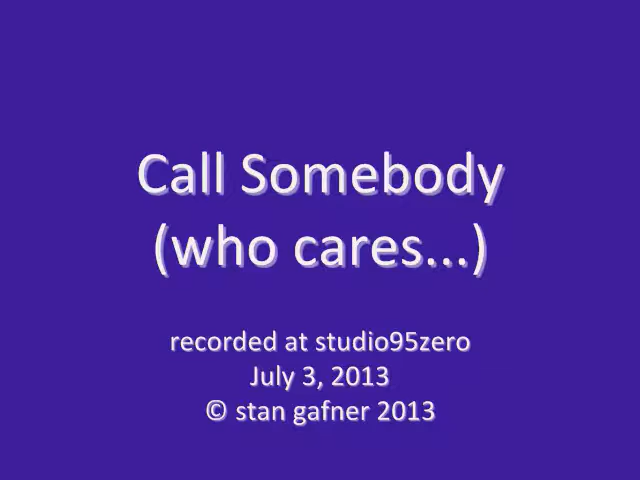 Call Somebody
(who cares...)
recorded at studio95zero
July 3, 2013
© stan gafner 2013